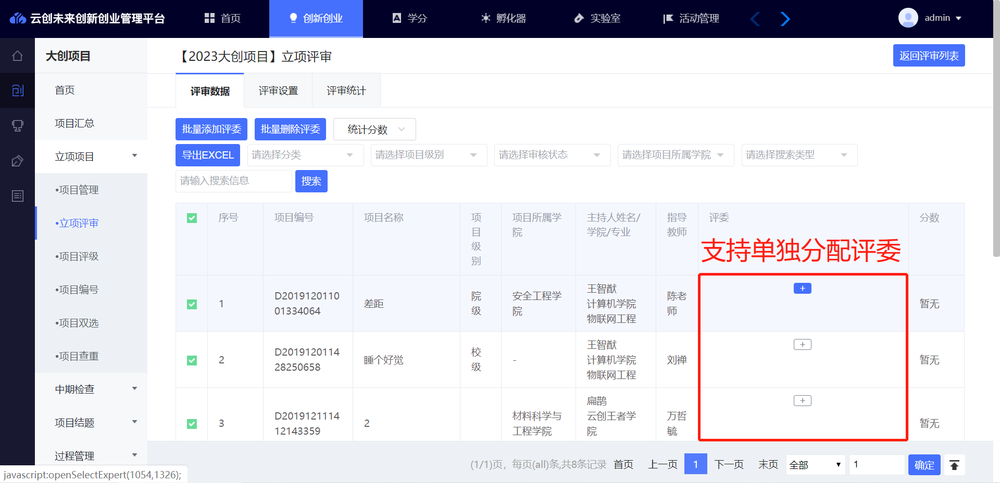 云创未来创新创业管理平台
首页
创新创业
学分
孵化器
实验室
活动管理
admin
大创项目
首页
项目汇总
立项项目
•项目管理
•立项评审
•项目评级
•项目编号
•项目双选
•项目查重
中期检查
项目结题
过程管理
【2023大创项目】立项评审
返回评审列表
评审数据
评审设置
评审统计
批量添加评委
批量删除评委
统计分数
导出EXCEL
请选择分类
请选择项目级别
请选择审核状态
请选择项目所属学院
请选择搜索类型
请输入搜索信息
搜索
序号
项目编号
项目名称
项
目
级
别
项目所属学
院
主持人姓名/
学院/专业
指导
教师
评委
分数
支持单独分配评委
1
D2019120110
01334064
差距
院
级
安全工程学
院
王智猷
计算机学院
物联网工程
陈老
师
+
暂无
2
D2019120114
28250658
睡个好觉
校
级
-
王智猷
计算机学院
物联网工程
刘禅
+
暂无
3
D2019121114
12143359
2
材料科学与
工程学院
扁鹊
云创王者学
院
万哲
毓
+
暂无
(1/1)页，每页(all)条,共8条记录
首页
上一页
1
下一页
末页
全部
1
确定
javascript:openSelectExpert(1054,1326);